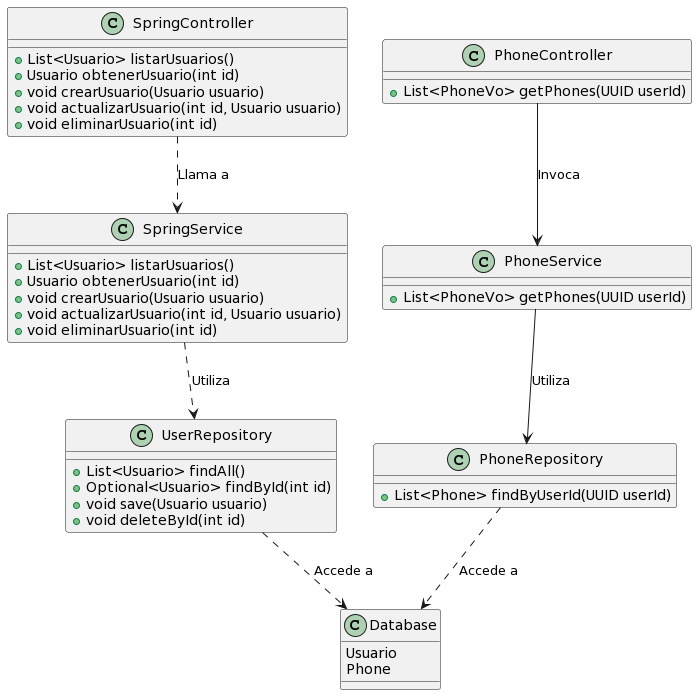 C SpringController
List<Usuario> listarUsuarios()
Usuario obtenerUsuario(int id)
void crearUsuario(Usuario usuario)
void actualizarUsuario(int id, Usuario usuario)
void eliminarUsuario(int id)
C PhoneController
List<PhoneVo> getPhones(UUID userId)
Llama a
Invoca
C SpringService
List<Usuario> listarUsuarios()
Usuario obtenerUsuario(int id)
void crearUsuario(Usuario usuario)
void actualizarUsuario(int id, Usuario usuario)
void eliminarUsuario(int id)
C PhoneService
List<PhoneVo> getPhones(UUID userId)
Utiliza
Utiliza
C UserRepository
List<Usuario> findAll()
Optional<Usuario> findById(int id)
void save(Usuario usuario)
void deleteById(int id)
C PhoneRepository
List<Phone> findByUserId(UUID userId)
Accede a
Accede a
C Database
Usuario
Phone